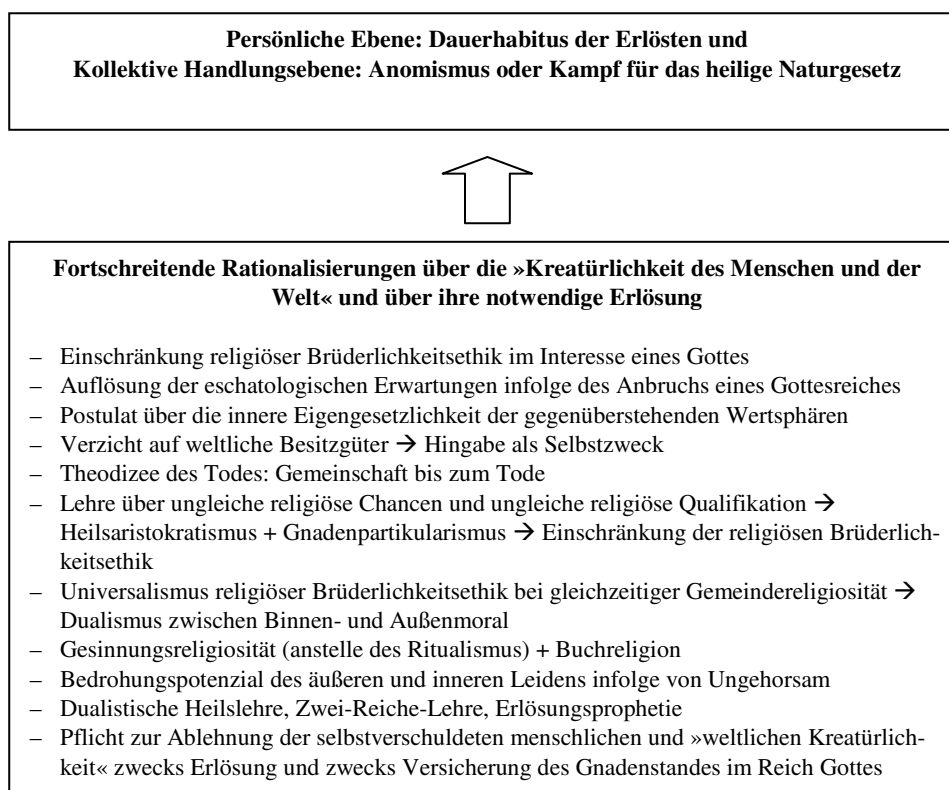 Persönliche Ebene: Dauerhabitus der Erlösten und
Kollektive Handlungsebene: Anomismus oder Kampf für das heilige Naturgesetz
Fortschreitende Rationalisierungen über die »Kreatürlichkeit des Menschen und der
Welt« und über ihre notwendige Erlösung
– Einschränkung religiöser Brüderlichkeitsethik im Interesse eines Gottes
– Auflösung der eschatologischen Erwartungen infolge des Anbruchs eines Gottesreiches
– Postulat über die innere Eigengesetzlichkeit der gegenüberstehenden Wertsphären
– Verzicht auf weltliche Besitzgüter → Hingabe als Selbstzweck
– Theodizee des Todes: Gemeinschaft bis zum Tode
– Lehre über ungleiche religiöse Chancen und ungleiche religiöse Qualifikation →
Heilsaristokratismus + Gnadenpartikularismus → Einschränkung der religiösen Brüderlich-
keitsethik
– Universalismus religiöser Brüderlichkeitsethik bei gleichzeitiger Gemeindereligiosität →
Dualismus zwischen Binnen- und Außenmoral
– Gesinnungsreligiosität (anstelle des Ritualismus) + Buchreligion
– Bedrohungspotenzial des äußeren und inneren Leidens infolge von Ungehorsam
– Dualistische Heilslehre, Zwei-Reiche-Lehre, Erlösungsprophetie
– Pflicht zur Ablehnung der selbstverschuldeten menschlichen und »weltlichen Kreatürlich-
keit« zwecks Erlösung und zwecks Versicherung des Gnadenstandes im Reich Gottes